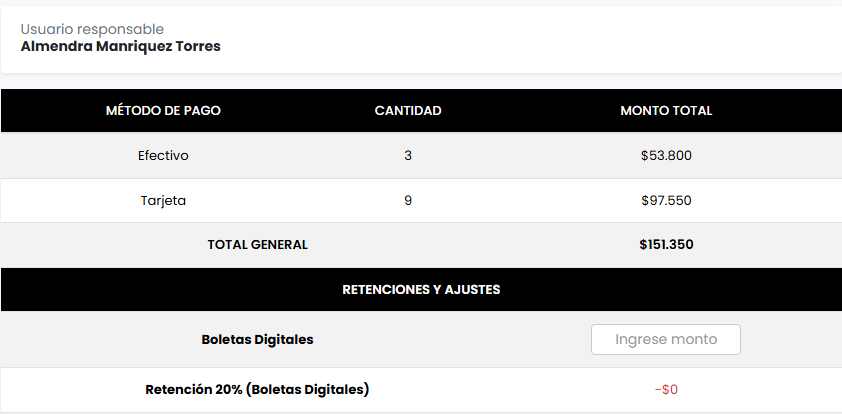 Usuario responsable
Almendra Manriquez Torres
MÉTODO DE PAGO CANTIDAD MONTO TOTAL
Efectivo 3 $53.800
Tarjeta 9 $97.550
TOTAL GENERAL $151.350
RETENCIONES Y AJUSTES
Boletas Digitales Ingrese monto
Retención 20% (Boletas Digitales) -$0